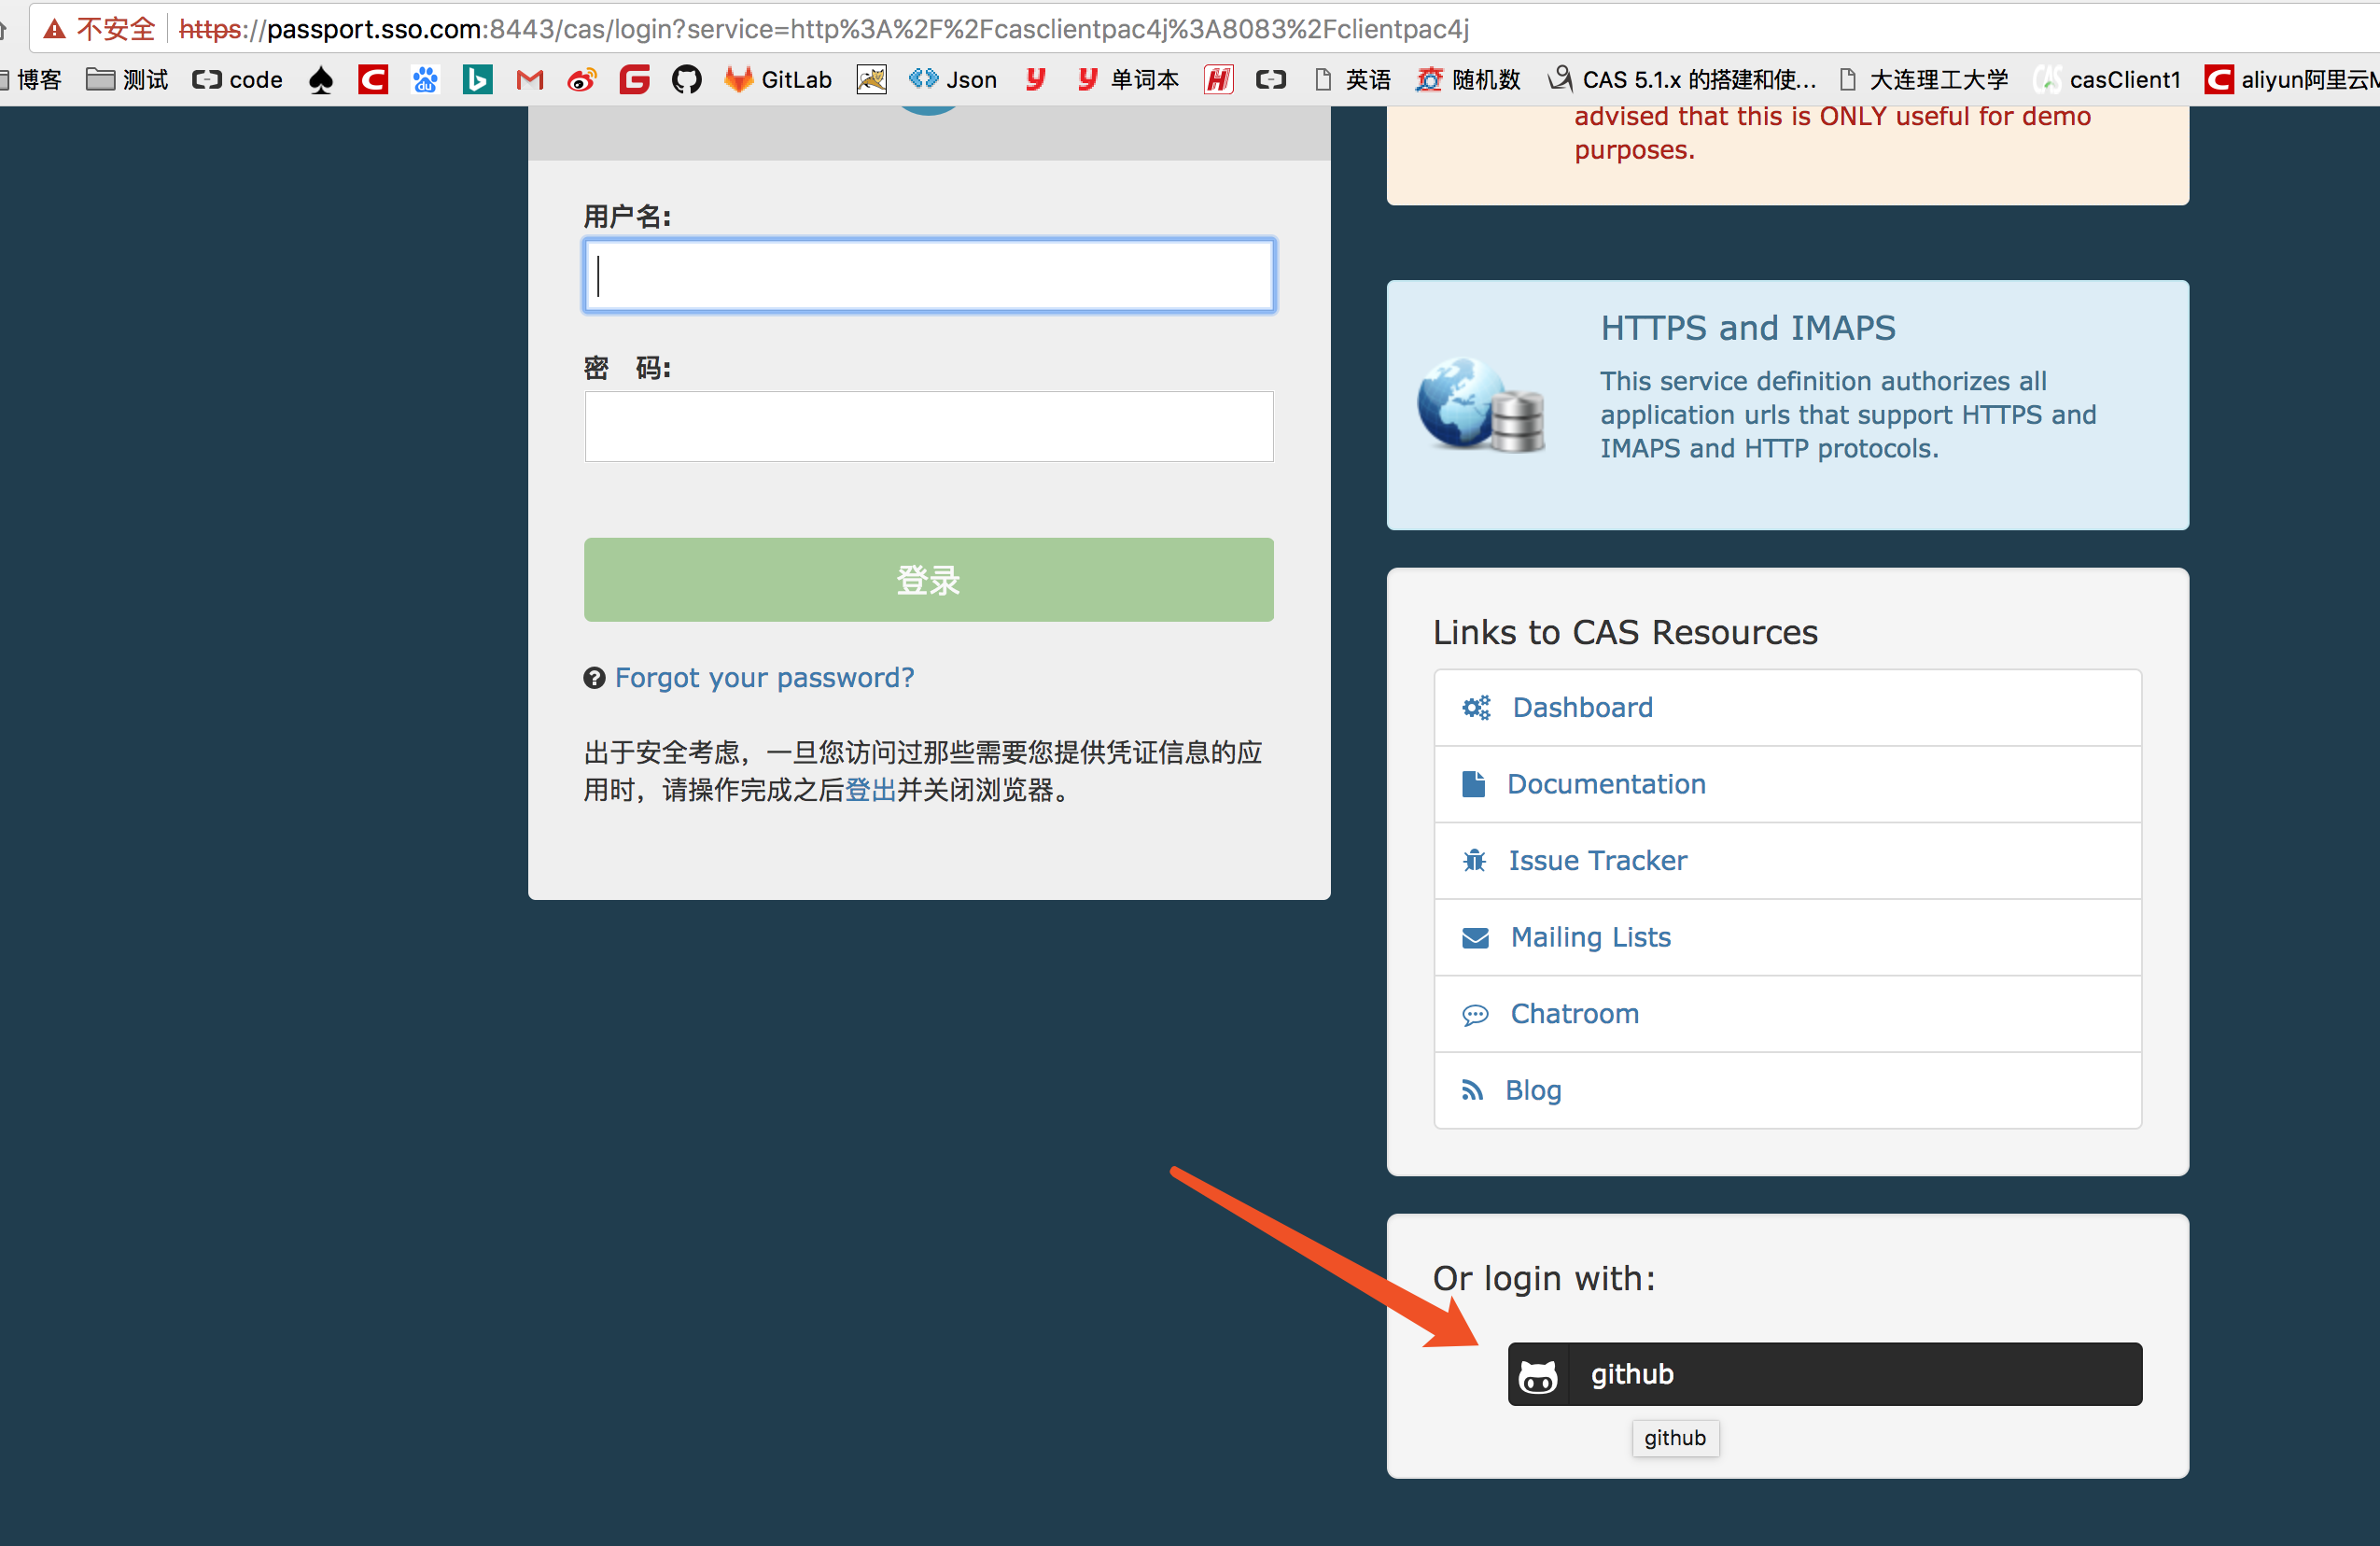 不安全 https://passport.sso.com:8443/cas/login?service=http%3A%2F%2Fcasclientpac4j%3A8083%2Fclientpac4j
博客 测试 code GitLab Json 单词本 英语 随机数 CAS 5.1.x 的搭建和使... 大连理工大学 casClient1 aliyun阿里云M
用户名:
密 码:
登录
Forgot your password?
出于安全考虑，一旦您访问过那些需要您提供凭证信息的应
用时，请操作完成之后登出并关闭浏览器。
advised that this is ONLY useful for demo
purposes.
HTTPS and IMAPS
This service definition authorizes all
application urls that support HTTPS and
IMAPS and HTTP protocols.
Links to CAS Resources
Dashboard
Documentation
Issue Tracker
Mailing Lists
Chatroom
Blog
Or login with:
github
github